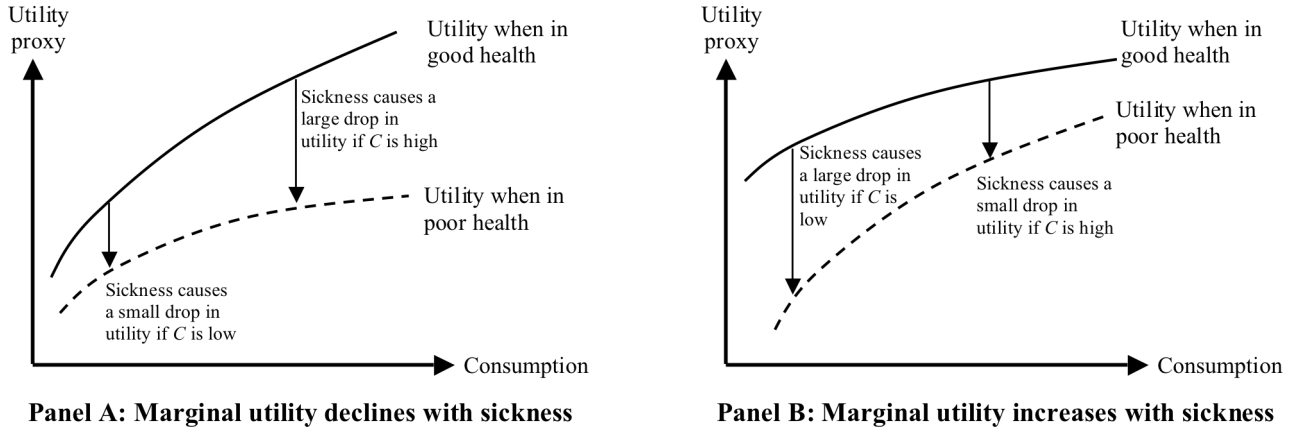 Utility
proxy
Utility when in
good health
Sickness causes a
large drop in
utility if C is high
Utility when in
poor health
Sickness causes
a small drop in
utility if C is low
Consumption
Panel A: Marginal utility declines with sickness
Utility
proxy
Utility when in
good health
Utility when in
poor health
Sickness causes
a large drop in
utility if C is
low
Sickness causes a
small drop in
utility if C is high
Consumption
Panel B: Marginal utility increases with sickness